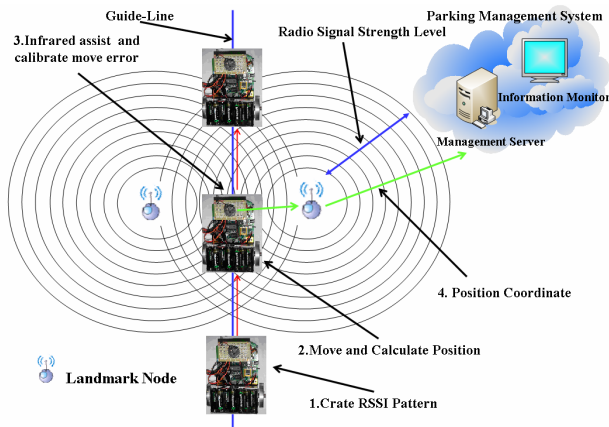 Guide-Line
Parking Management System
3.Infrared assist and
calibrate move error
Radio Signal Strength Level
Information Monitor
Management Server
4. Position Coordinate
2.Move and Calculate Position
Landmark Node
1.Crate RSSI Pattern